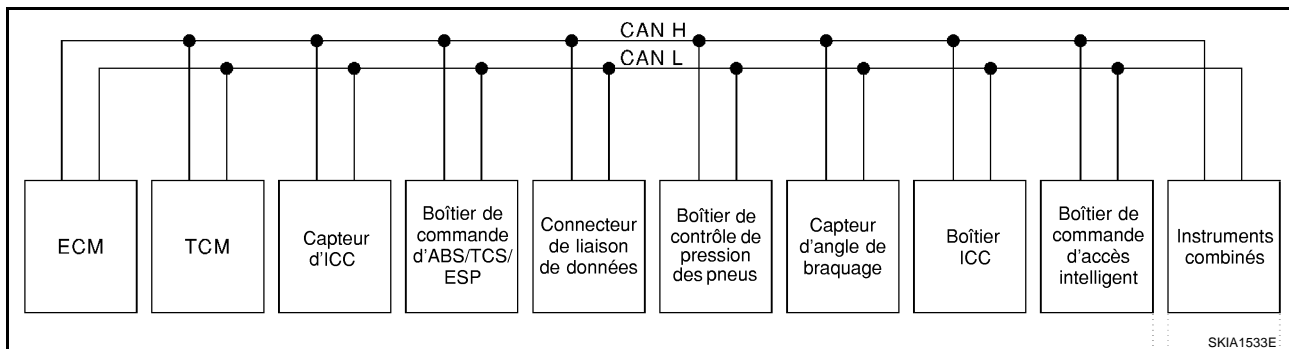 CAN H
CAN L
ECM
TCM
Capteur
d'ICC
Boîtier de
commande
d'ABS/TCS/
ESP
Connecteur
de liaison
de données
Boîtier de
contrôle de
pression
des pneus
Capteur
d'angle de
braquage
Boîtier
ICC
Boîtier de
commande
d'accès
intelligent
Instruments
combinés
SKIA1533E